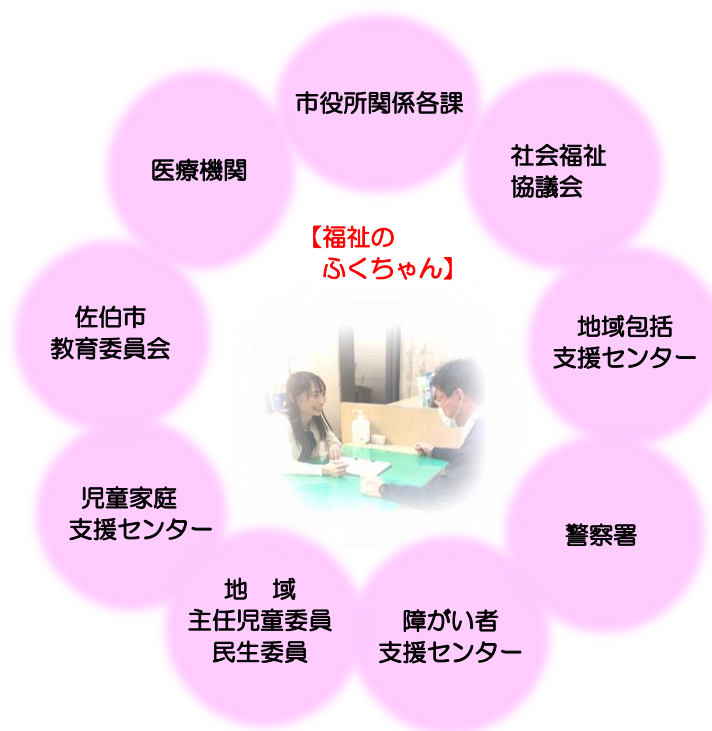 市役所関係各課
社会福祉
協議会
医療機関
【福祉の
ふくちゃん】
佐伯市
教育委員会
地域包括
支援センター
児童家庭
支援センター
警察署
地　域
主任児童委員
民生委員
障がい者
支援センター